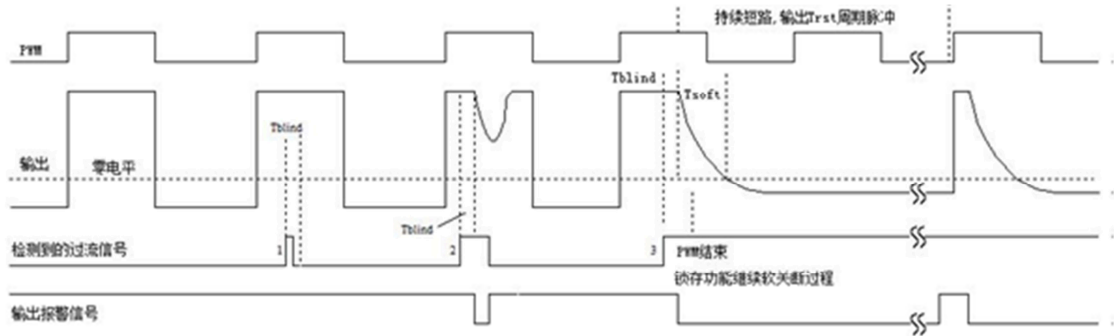 持续短路,输出Trst周期脉冲
PWM
Tblind
Tsoft
Tblind
输出
零电平
Tblind
检测到的过流信号
1
2
3
PWM结束
锁存功能继续软关断过程
输出报警信号